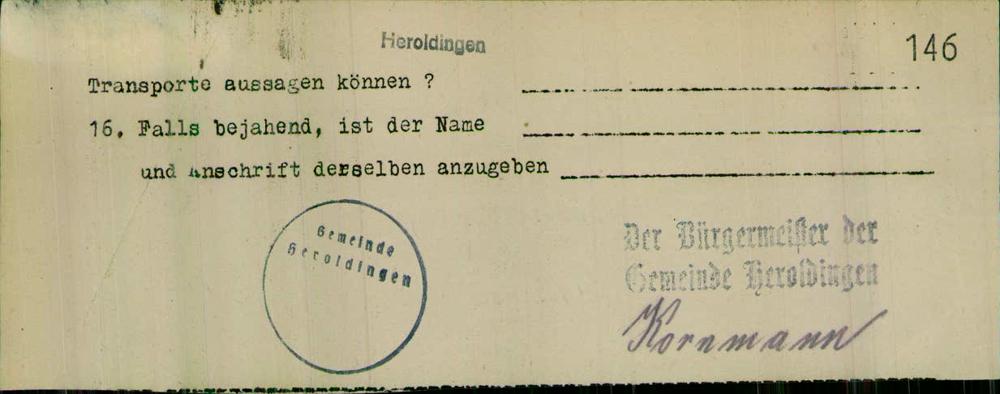 Heroldingen
146
Transporte aussagen können ?
16. Falls bejahend, ist der Name
und Anschrift derselben anzugeben
Gemeinde
Heroldingen
Der Bürgermeister der
Gemeinde Heroldingen
Kornmann